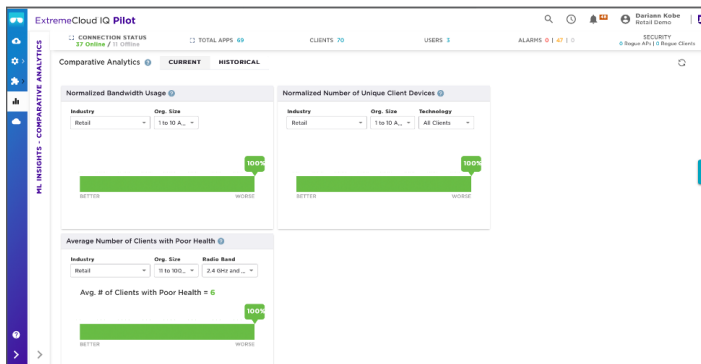 ExtremeCloud IQ Pilot
Dariann Kobe
Retail Demo
CONNECTION STATUS
37 Online / 11 Offline
TOTAL APPS 69
CLIENTS 70
USERS 3
ALARMS 0 | 47 | 0
SECURITY
0 Rogue APs | 0 Rogue Clients
ML INSIGHTS - COMPARATIVE ANALYTICS
Comparative Analytics
CURRENT
HISTORICAL
Normalized Bandwidth Usage
Industry
Org. Size
Retail
1 to 10 A...
100%
BETTER
WORSE
Normalized Number of Unique Client Devices
Industry
Org. Size
Technology
Retail
1 to 10 A...
All Clients
100%
BETTER
WORSE
Average Number of Clients with Poor Health
Industry
Org. Size
Radio Band
Retail
11 to 100...
2.4 GHz and ...
Avg. # of Clients with Poor Health = 6
100%
BETTER
WORSE